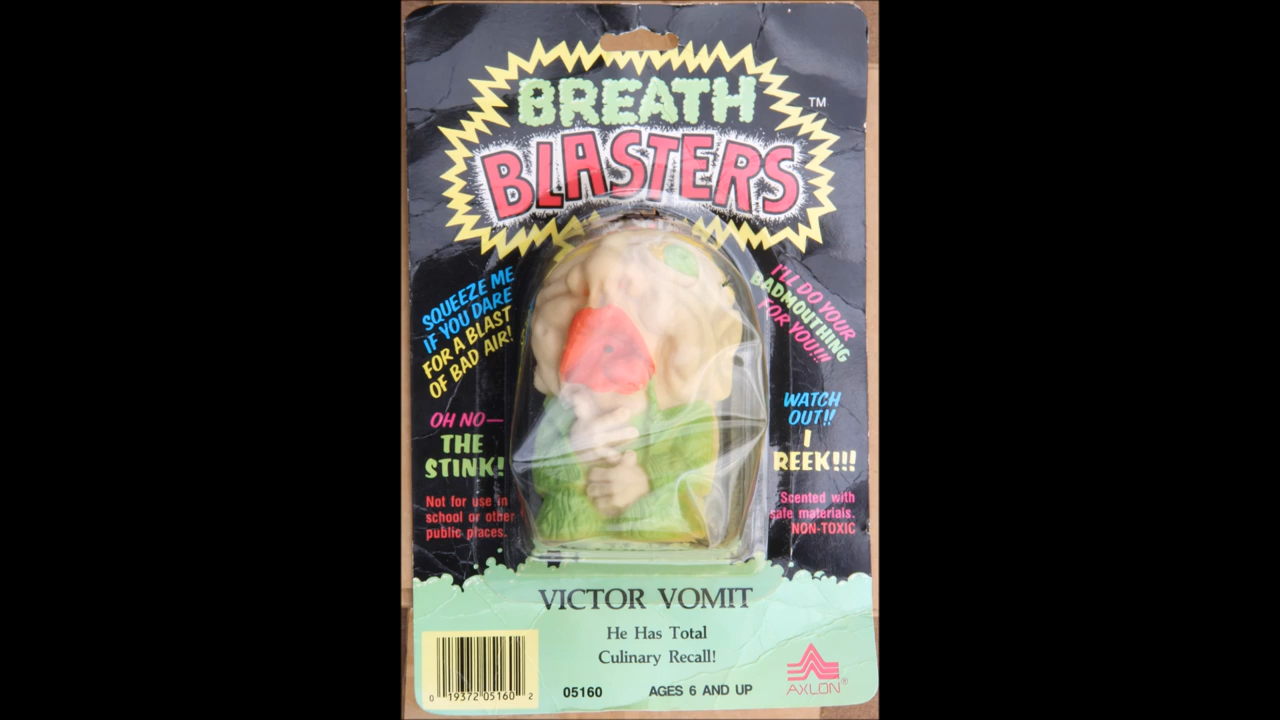 BREATH
BLASTERS
TM
SQUEEZE ME
IF YOU DARE
FOR A BLAST
OF BAD AIR!
I'LL DO YOUR
BADMOUTHING
FOR YOU!!!
OH NO—
THE
STINK!
WATCH
OUT!!
I
REEK!!!
Not for use in
school or other
public places.
Scented with
safe materials.
NON-TOXIC
VICTOR VOMIT
He Has Total
Culinary Recall!
0 19372 05160 2
05160
AGES 6 AND UP
AXLON®